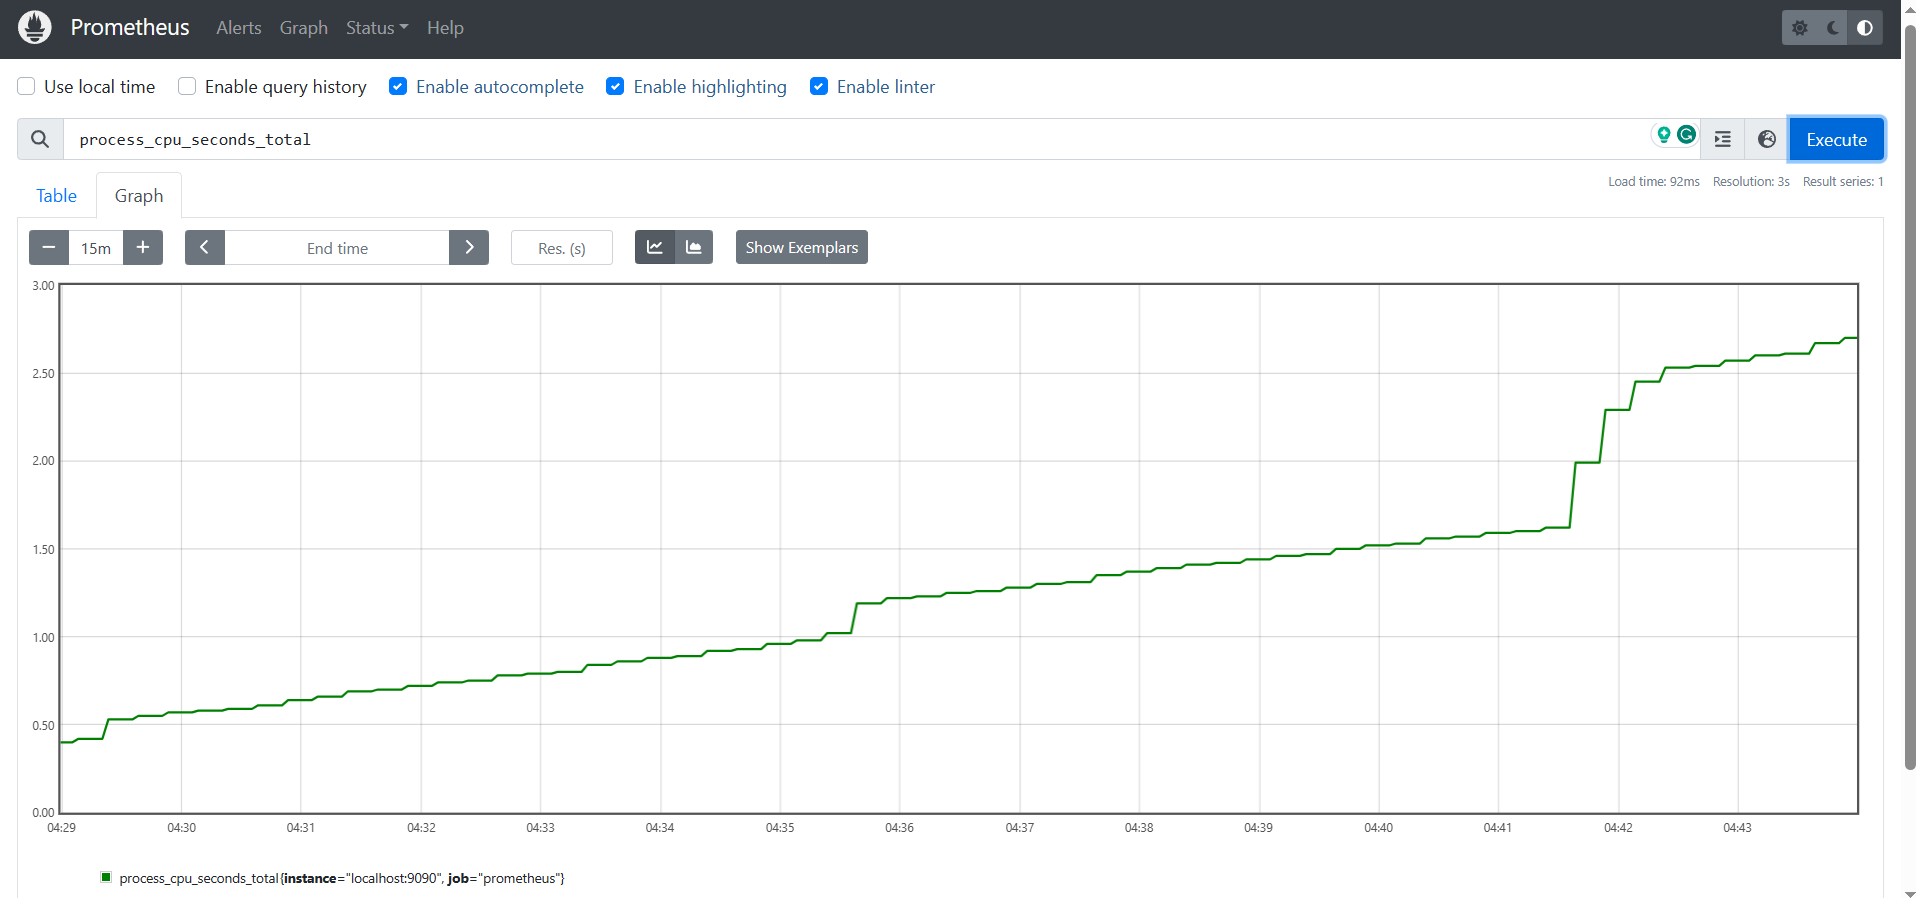 Prometheus Alerts Graph Status Help
Use local time Enable query history Enable autocomplete Enable highlighting Enable linter
process_cpu_seconds_total Execute
Load time: 92ms Resolution: 3s Result series: 1
Table Graph
15m End time Res. (s) Show Exemplars
3.00
2.50
2.00
1.50
1.00
0.50
0.00
04:29 04:30 04:31 04:32 04:33 04:34 04:35 04:36 04:37 04:38 04:39 04:40 04:41 04:42 04:43
process_cpu_seconds_total{instance="localhost:9090", job="prometheus"}